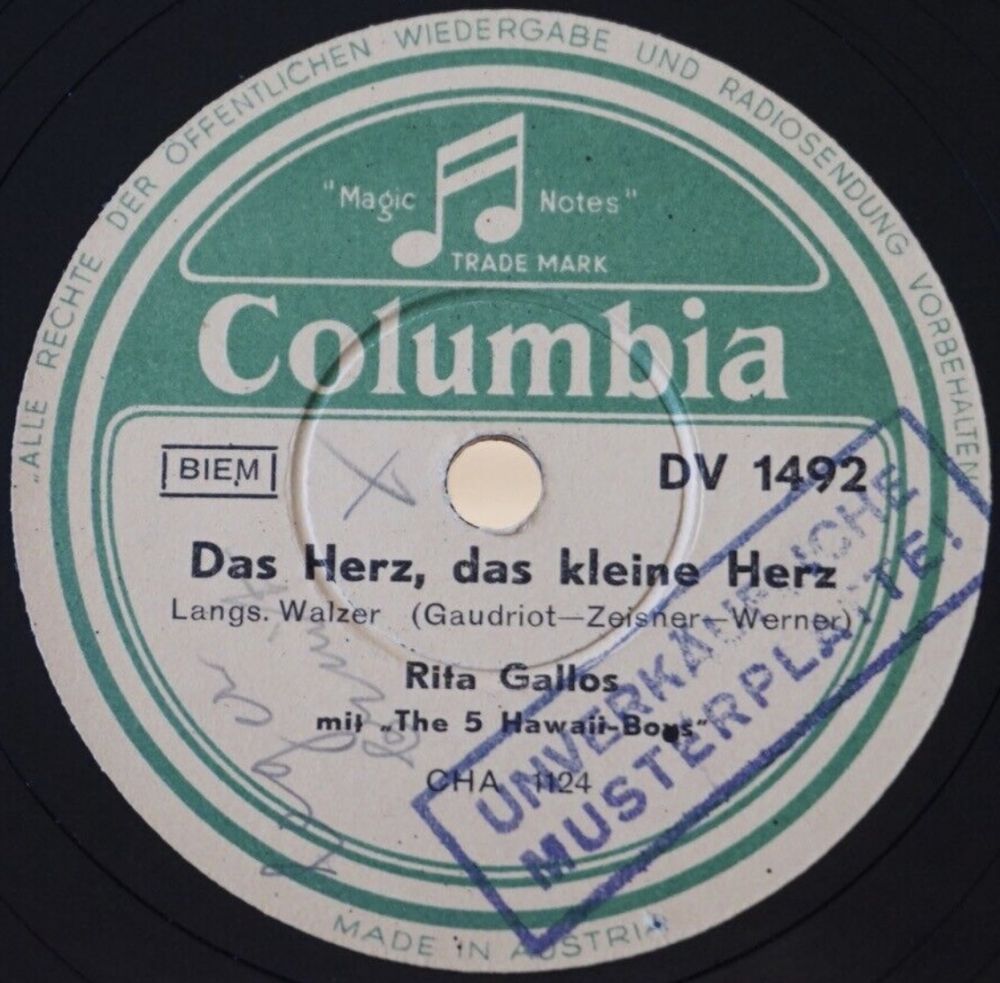 „ALLE RECHTE DER ÖFFENTLICHEN WIEDERGABE UND RADIOSENDUNG VORBEHALTEN"
"Magic Notes"
TRADE MARK
Columbia
BIEM
DV 1492
Das Herz, das kleine Herz
Langs. Walzer (Gaudriot—Zeisner—Werner)
Rita Gallos
mit „The 5 Hawaii-Boys"
CHA 1124
UNVERKÄUFLICHE
MUSTERPLATTE!
MADE IN AUSTRIA